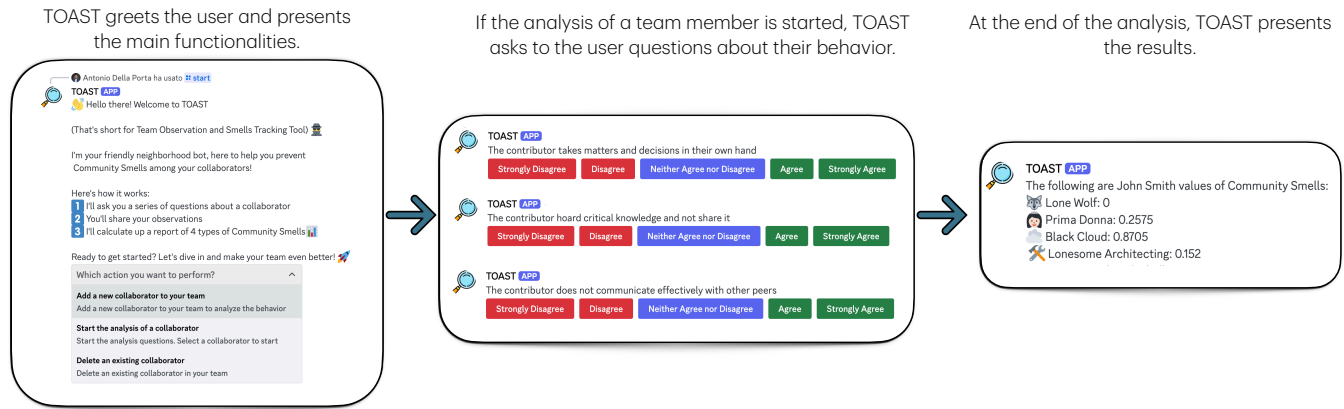 TOAST greets the user and presents
the main functionalities.
Antonio Della Porta ha usato start
TOAST APP
Hello there! Welcome to TOAST
(That's short for Team Observation and Smells Tracking Tool)
I'm your friendly neighborhood bot, here to help you prevent
Community Smells among your collaborators!
Here's how it works:
1 I'll ask you a series of questions about a collaborator
2 You'll share your observations
3 I'll calculate up a report of 4 types of Community Smells
Ready to get started? Let's dive in and make your team even better!
Which action you want to perform?
Add a new collaborator to your team
Add a new collaborator to your team to analyze the behavior
Start the analysis of a collaborator
Start the analysis questions. Select a collaborator to start
Delete an existing collaborator
Delete an existing collaborator in your team
If the analysis of a team member is started, TOAST
asks to the user questions about their behavior.
TOAST APP
The contributor takes matters and decisions in their own hand
Strongly Disagree Disagree Neither Agree nor Disagree Agree Strongly Agree
TOAST APP
The contributor hoard critical knowledge and not share it
Strongly Disagree Disagree Neither Agree nor Disagree Agree Strongly Agree
TOAST APP
The contributor does not communicate effectively with other peers
Strongly Disagree Disagree Neither Agree nor Disagree Agree Strongly Agree
At the end of the analysis, TOAST presents
the results.
TOAST APP
The following are John Smith values of Community Smells:
Lone Wolf: 0
Prima Donna: 0.2575
Black Cloud: 0.8705
Lonesome Architecting: 0.152